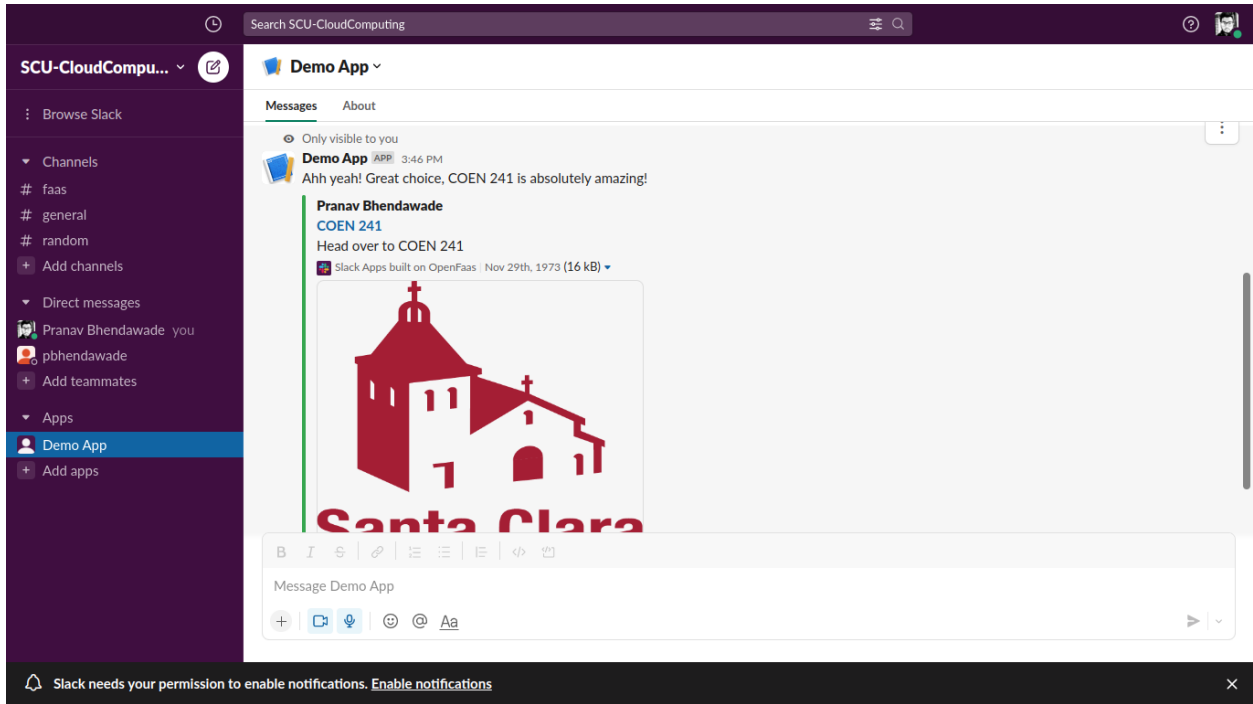 Search SCU-CloudComputing
SCU-CloudCompu...
Browse Slack
Channels
# faas
# general
# random
+ Add channels
Direct messages
Pranav Bhendawade you
pbhendawade
+ Add teammates
Apps
Demo App
+ Add apps
Demo App
Messages About
Only visible to you
Demo App APP 3:46 PM
Ahh yeah! Great choice, COEN 241 is absolutely amazing!
Pranav Bhendawade
COEN 241
Head over to COEN 241
Slack Apps built on OpenFaas | Nov 29th, 1973 (16 kB)
Santa Clara
B I S
Message Demo App
+ @ Aa
Slack needs your permission to enable notifications. Enable notifications